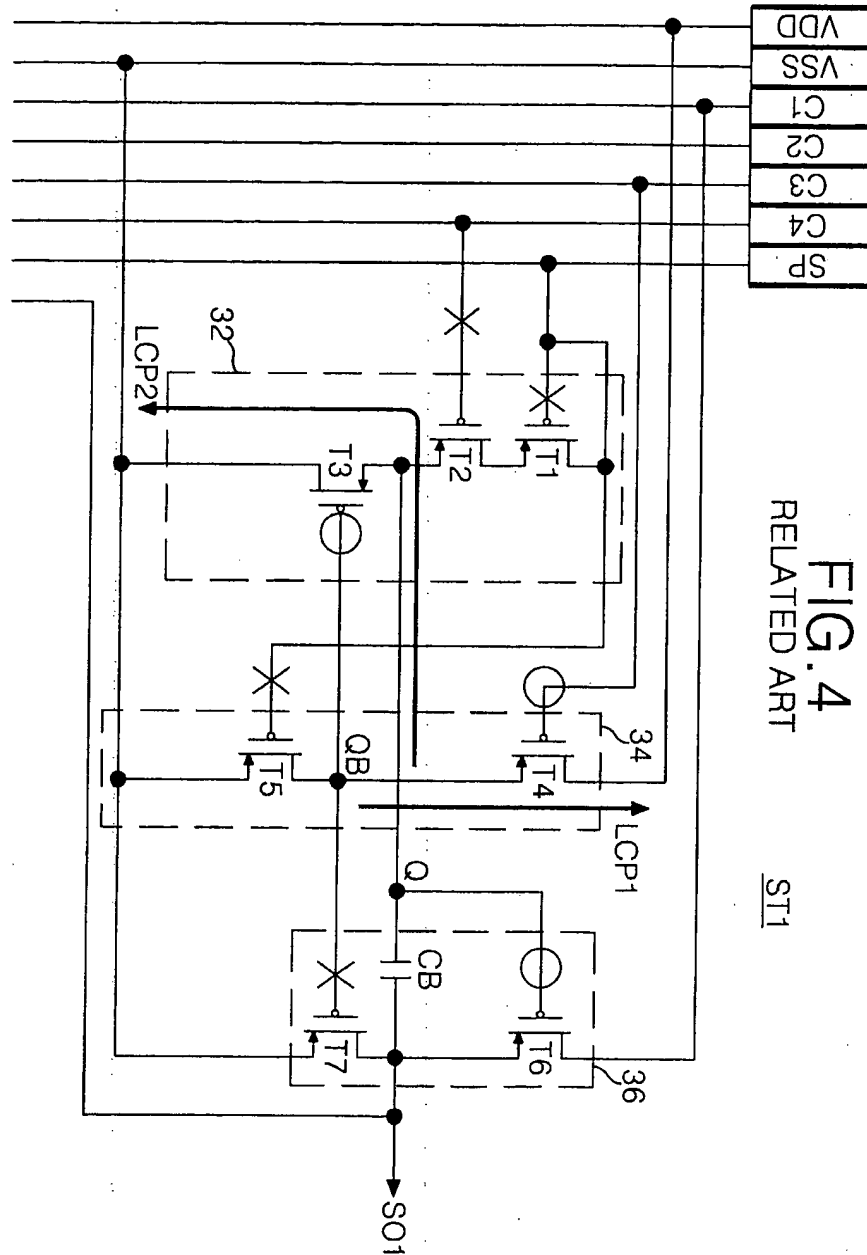 FIG.4
RELATED ART
ST1
VDD
VSS
C1
C2
C3
C4
SP
32
LCP2
T1
T2
T3
34
T4
T5
QB
LCP1
Q
CB
T6
T7
36
SO1